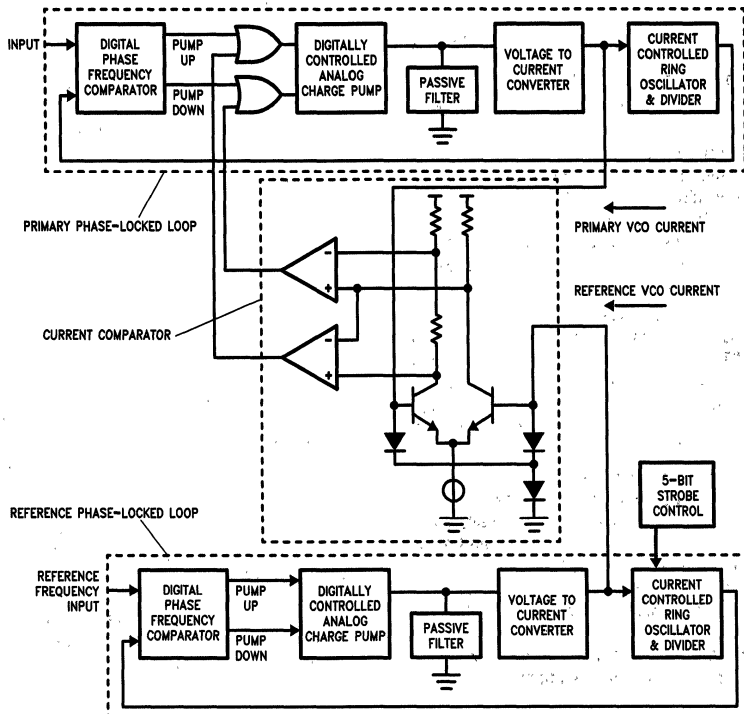 INPUT
DIGITAL
PHASE
FREQUENCY
COMPARATOR
PUMP
UP
PUMP
DOWN
DIGITALLY
CONTROLLED
ANALOG
CHARGE PUMP
PASSIVE
FILTER
VOLTAGE TO
CURRENT
CONVERTER
CURRENT
CONTROLLED
RING
OSCILLATOR
& DIVIDER
PRIMARY PHASE-LOCKED LOOP
PRIMARY VCO CURRENT
REFERENCE VCO
CURRENT
CURRENT COMPARATOR
-
+
-
+
5-BIT
STROBE
CONTROL
REFERENCE PHASE-LOCKED LOOP
REFERENCE
FREQUENCY
INPUT
DIGITAL
PHASE
FREQUENCY
COMPARATOR
PUMP
UP
PUMP
DOWN
DIGITALLY
CONTROLLED
ANALOG
CHARGE PUMP
PASSIVE
FILTER
VOLTAGE TO
CURRENT
CONVERTER
CURRENT
CONTROLLED
RING
OSCILLATOR
& DIVIDER